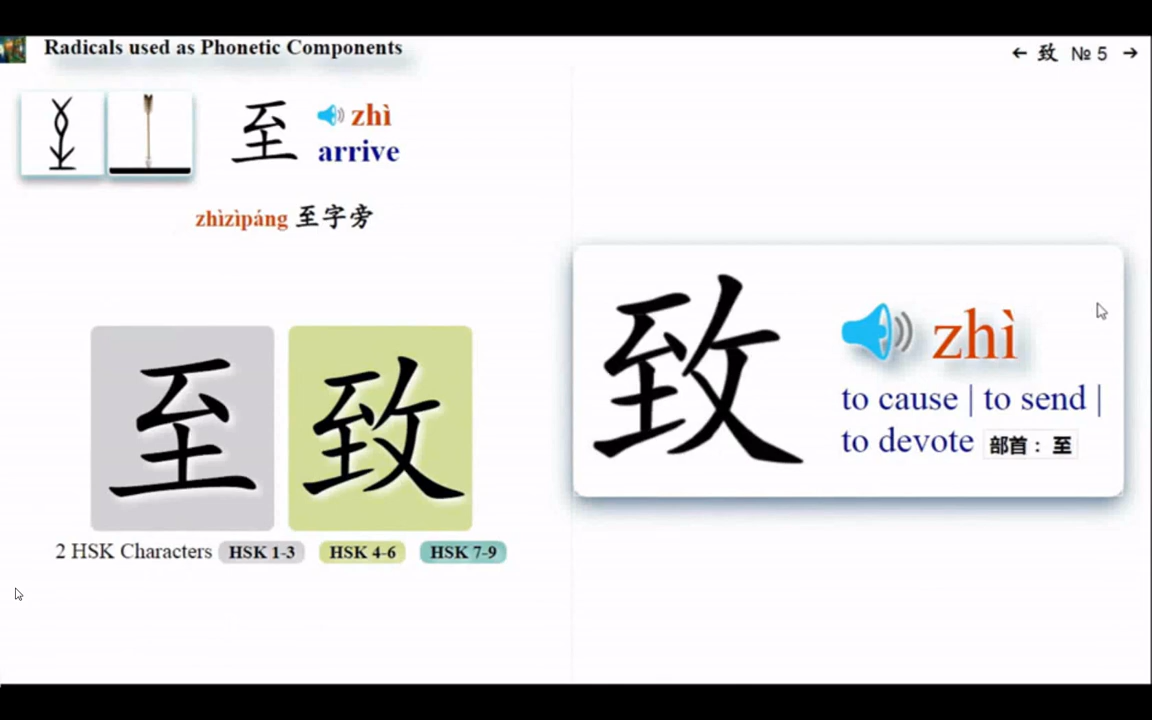 Radicals used as Phonetic Components
← 致 № 5 →
至 zhì
arrive
zhìzìpáng 至字旁
致 zhì
to cause | to send |
to devote 部首： 至
至 致
2 HSK Characters HSK 1-3 HSK 4-6 HSK 7-9